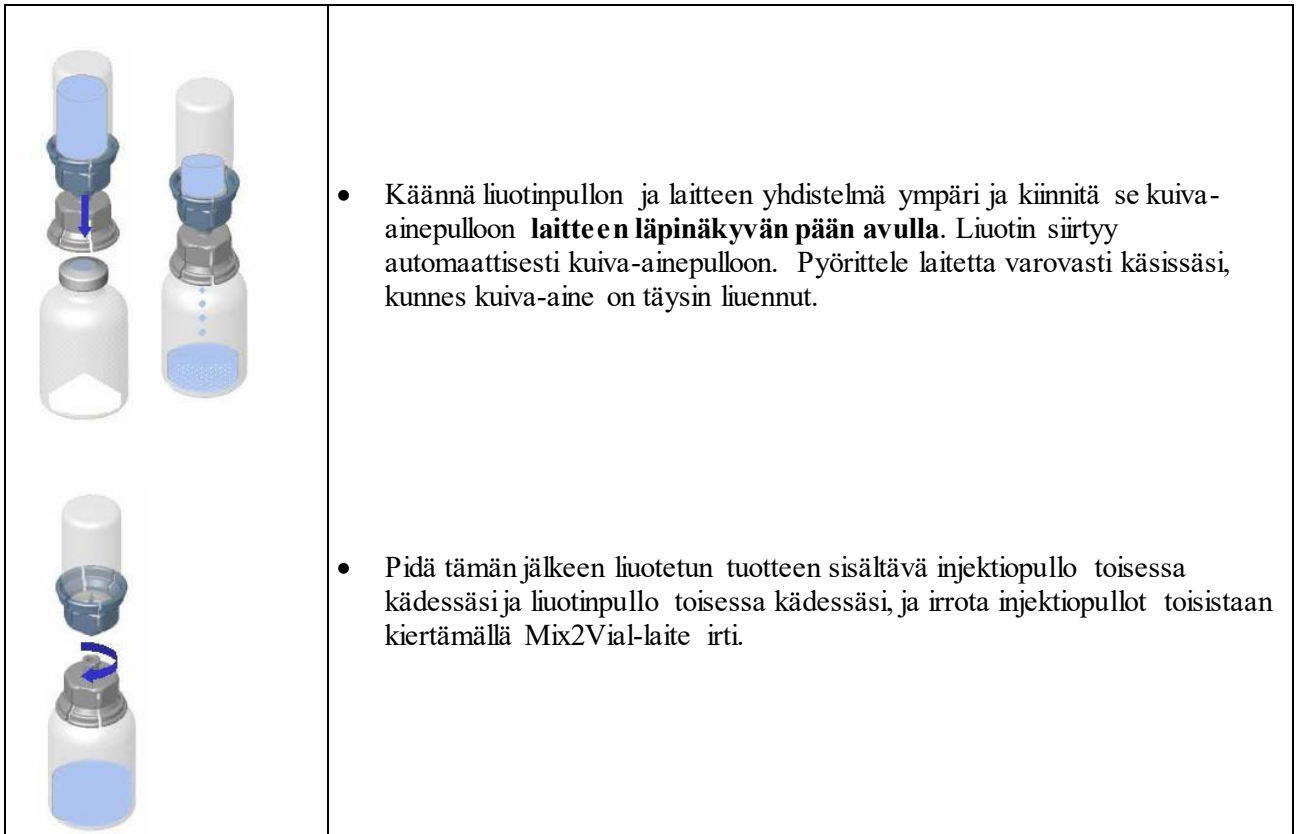 • Käännä liuotinpullon ja laitteen yhdistelmä ympäri ja kiinnitä se kuiva-
ainepulloon laitteen läpinäkyvän pään avulla. Liuotin siirtyy
automaattisesti kuiva-ainepulloon. Pyörittele laitetta varovasti käsissäsi,
kunnes kuiva-aine on täysin liuennut.
• Pidä tämän jälkeen liuotetun tuotteen sisältävä injektiopullo toisessa
kädessäsi ja liuotinpullo toisessa kädessäsi, ja irrota injektiopullot toisistaan
kiertämällä Mix2Vial-laite irti.